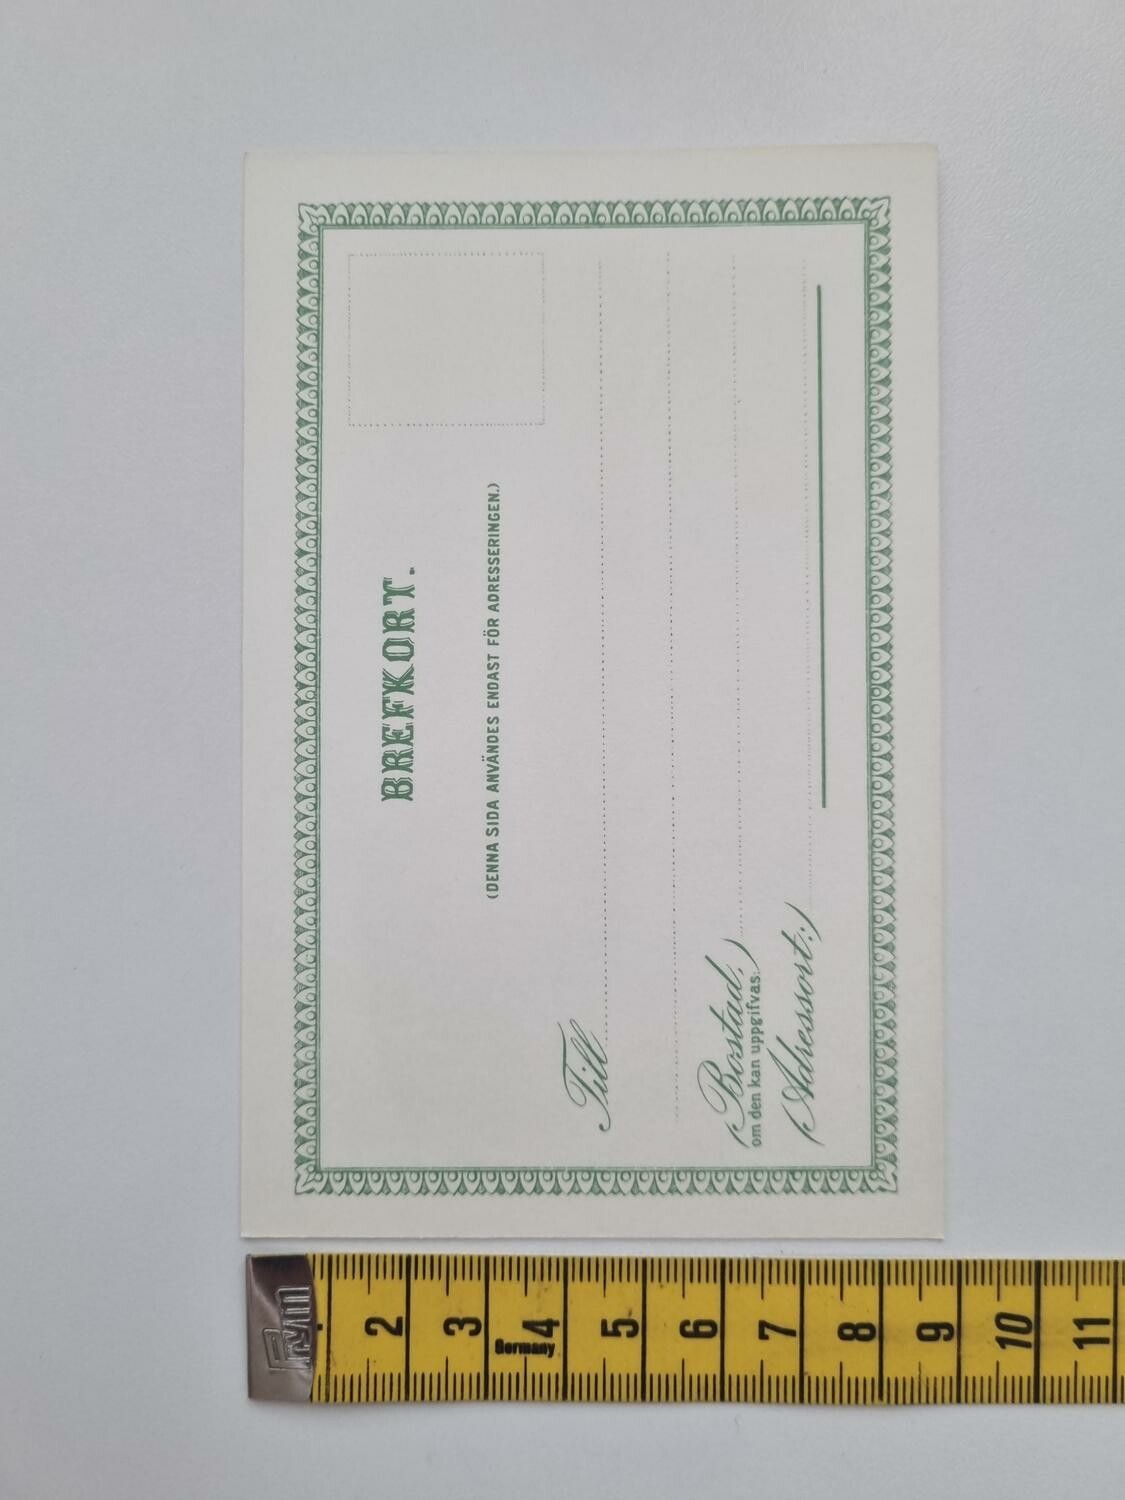 BREFKORT.
(DENNA SIDA ANVÄNDES ENDAST FÖR ADRESSERINGEN.)
Till
(Bostad,)
om den kan uppgifvas.
(Adressort:)
Prym
2 3 4 5 6 7 8 9 10 11
Germany